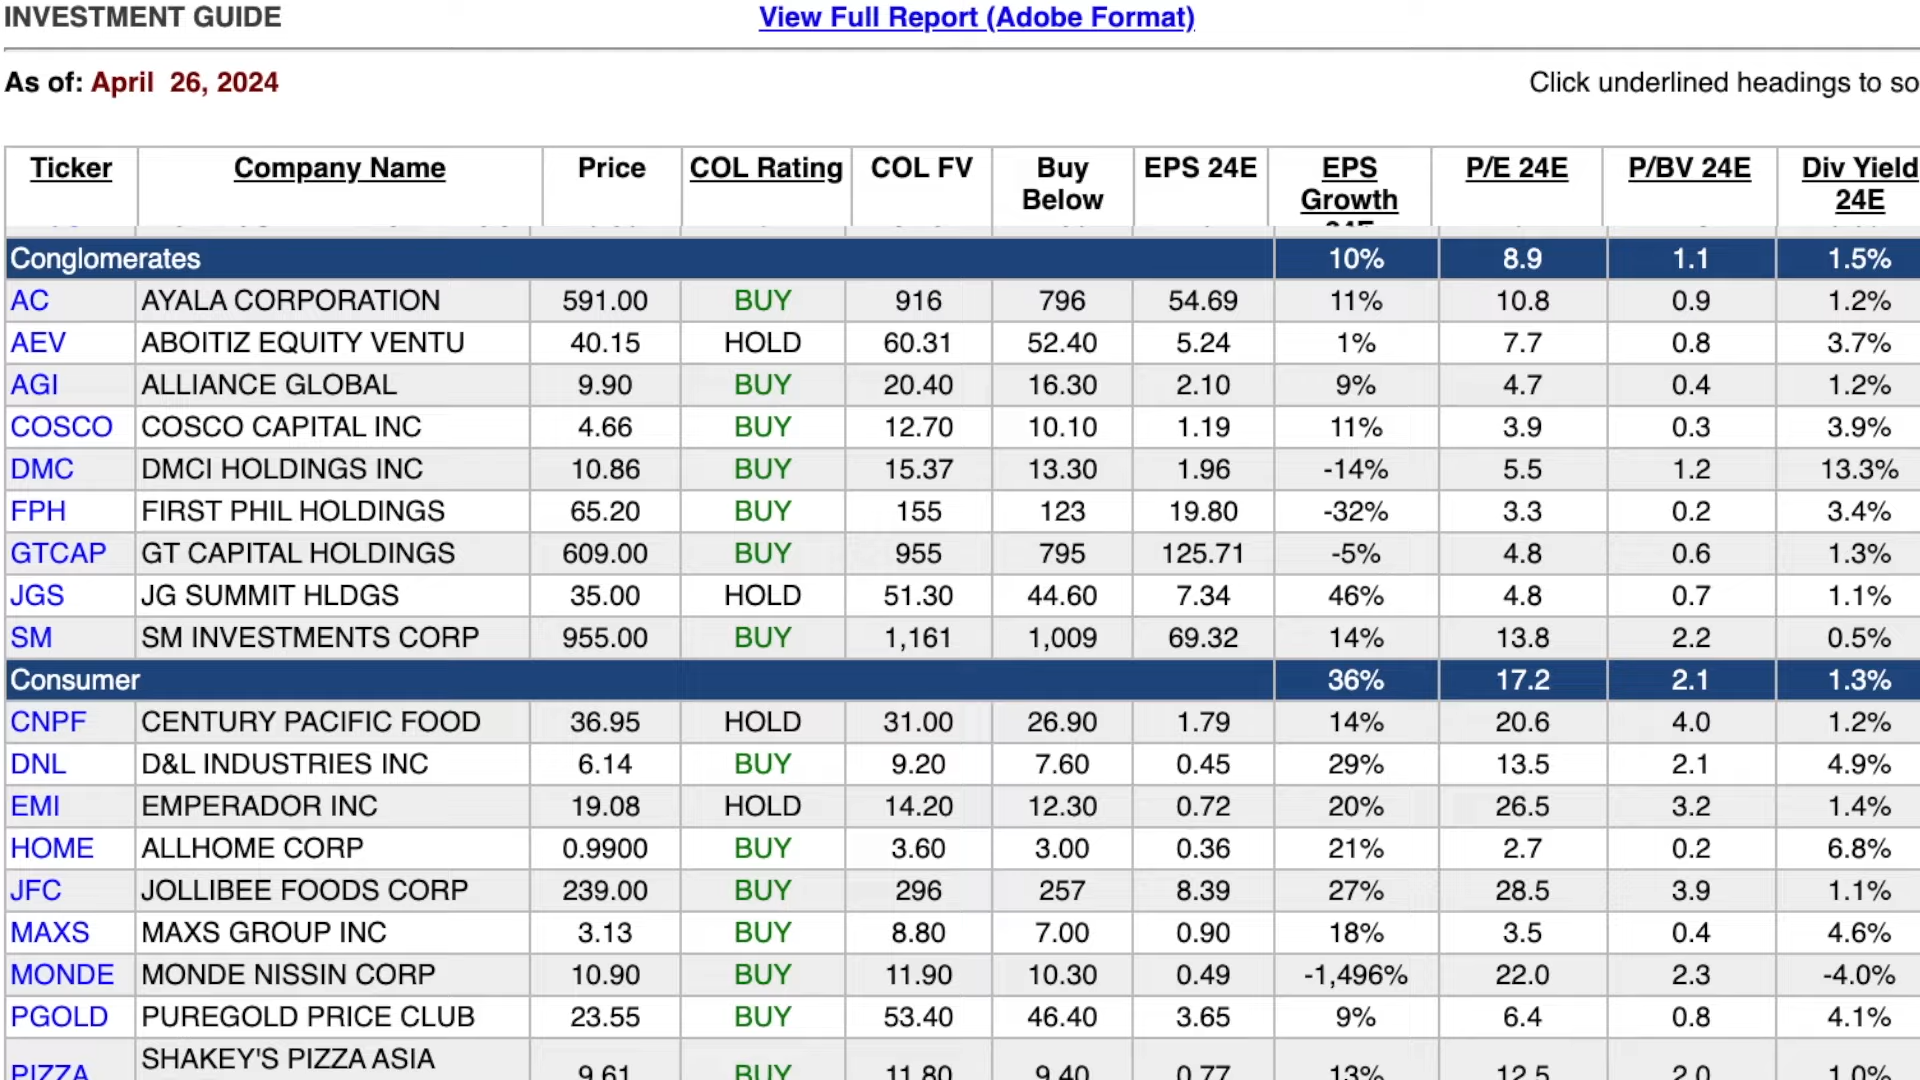 INVESTMENT GUIDE View Full Report (Adobe Format)
As of: April 26, 2024 Click underlined headings to so
Ticker Company Name Price COL Rating COL FV Buy Below EPS 24E EPS Growth 24E P/E 24E P/BV 24E Div Yield 24E
Conglomerates 10% 8.9 1.1 1.5%
AC AYALA CORPORATION 591.00 BUY 916 796 54.69 11% 10.8 0.9 1.2%
AEV ABOITIZ EQUITY VENTU 40.15 HOLD 60.31 52.40 5.24 1% 7.7 0.8 3.7%
AGI ALLIANCE GLOBAL 9.90 BUY 20.40 16.30 2.10 9% 4.7 0.4 1.2%
COSCO COSCO CAPITAL INC 4.66 BUY 12.70 10.10 1.19 11% 3.9 0.3 3.9%
DMC DMCI HOLDINGS INC 10.86 BUY 15.37 13.30 1.96 -14% 5.5 1.2 13.3%
FPH FIRST PHIL HOLDINGS 65.20 BUY 155 123 19.80 -32% 3.3 0.2 3.4%
GTCAP GT CAPITAL HOLDINGS 609.00 BUY 955 795 125.71 -5% 4.8 0.6 1.3%
JGS JG SUMMIT HLDGS 35.00 HOLD 51.30 44.60 7.34 46% 4.8 0.7 1.1%
SM SM INVESTMENTS CORP 955.00 BUY 1,161 1,009 69.32 14% 13.8 2.2 0.5%
Consumer 36% 17.2 2.1 1.3%
CNPF CENTURY PACIFIC FOOD 36.95 HOLD 31.00 26.90 1.79 14% 20.6 4.0 1.2%
DNL D&L INDUSTRIES INC 6.14 BUY 9.20 7.60 0.45 29% 13.5 2.1 4.9%
EMI EMPERADOR INC 19.08 HOLD 14.20 12.30 0.72 20% 26.5 3.2 1.4%
HOME ALLHOME CORP 0.9900 BUY 3.60 3.00 0.36 21% 2.7 0.2 6.8%
JFC JOLLIBEE FOODS CORP 239.00 BUY 296 257 8.39 27% 28.5 3.9 1.1%
MAXS MAXS GROUP INC 3.13 BUY 8.80 7.00 0.90 18% 3.5 0.4 4.6%
MONDE MONDE NISSIN CORP 10.90 BUY 11.90 10.30 0.49 -1,496% 22.0 2.3 -4.0%
PGOLD PUREGOLD PRICE CLUB 23.55 BUY 53.40 46.40 3.65 9% 6.4 0.8 4.1%
SHAKEY'S PIZZA ASIA
PIZZA 9.61 BUY 11.80 9.40 0.77 13% 12.5 2.0 1.0%